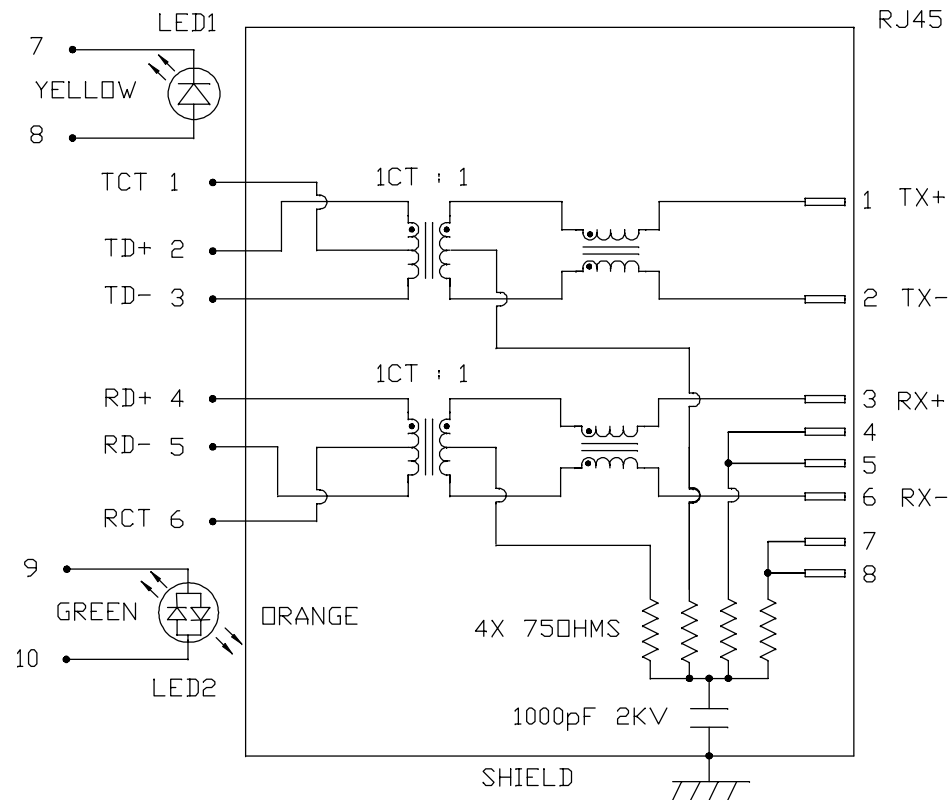 LED1
RJ45
7
YELLOW
8
TCT 1
1CT : 1
1 TX+
TD+ 2
TD- 3
2 TX-
1CT : 1
RD+ 4
3 RX+
4
RD- 5
5
6 RX-
RCT 6
7
9
8
GREEN
ORANGE
4X 75OHMS
10
LED2
1000pF 2KV
SHIELD